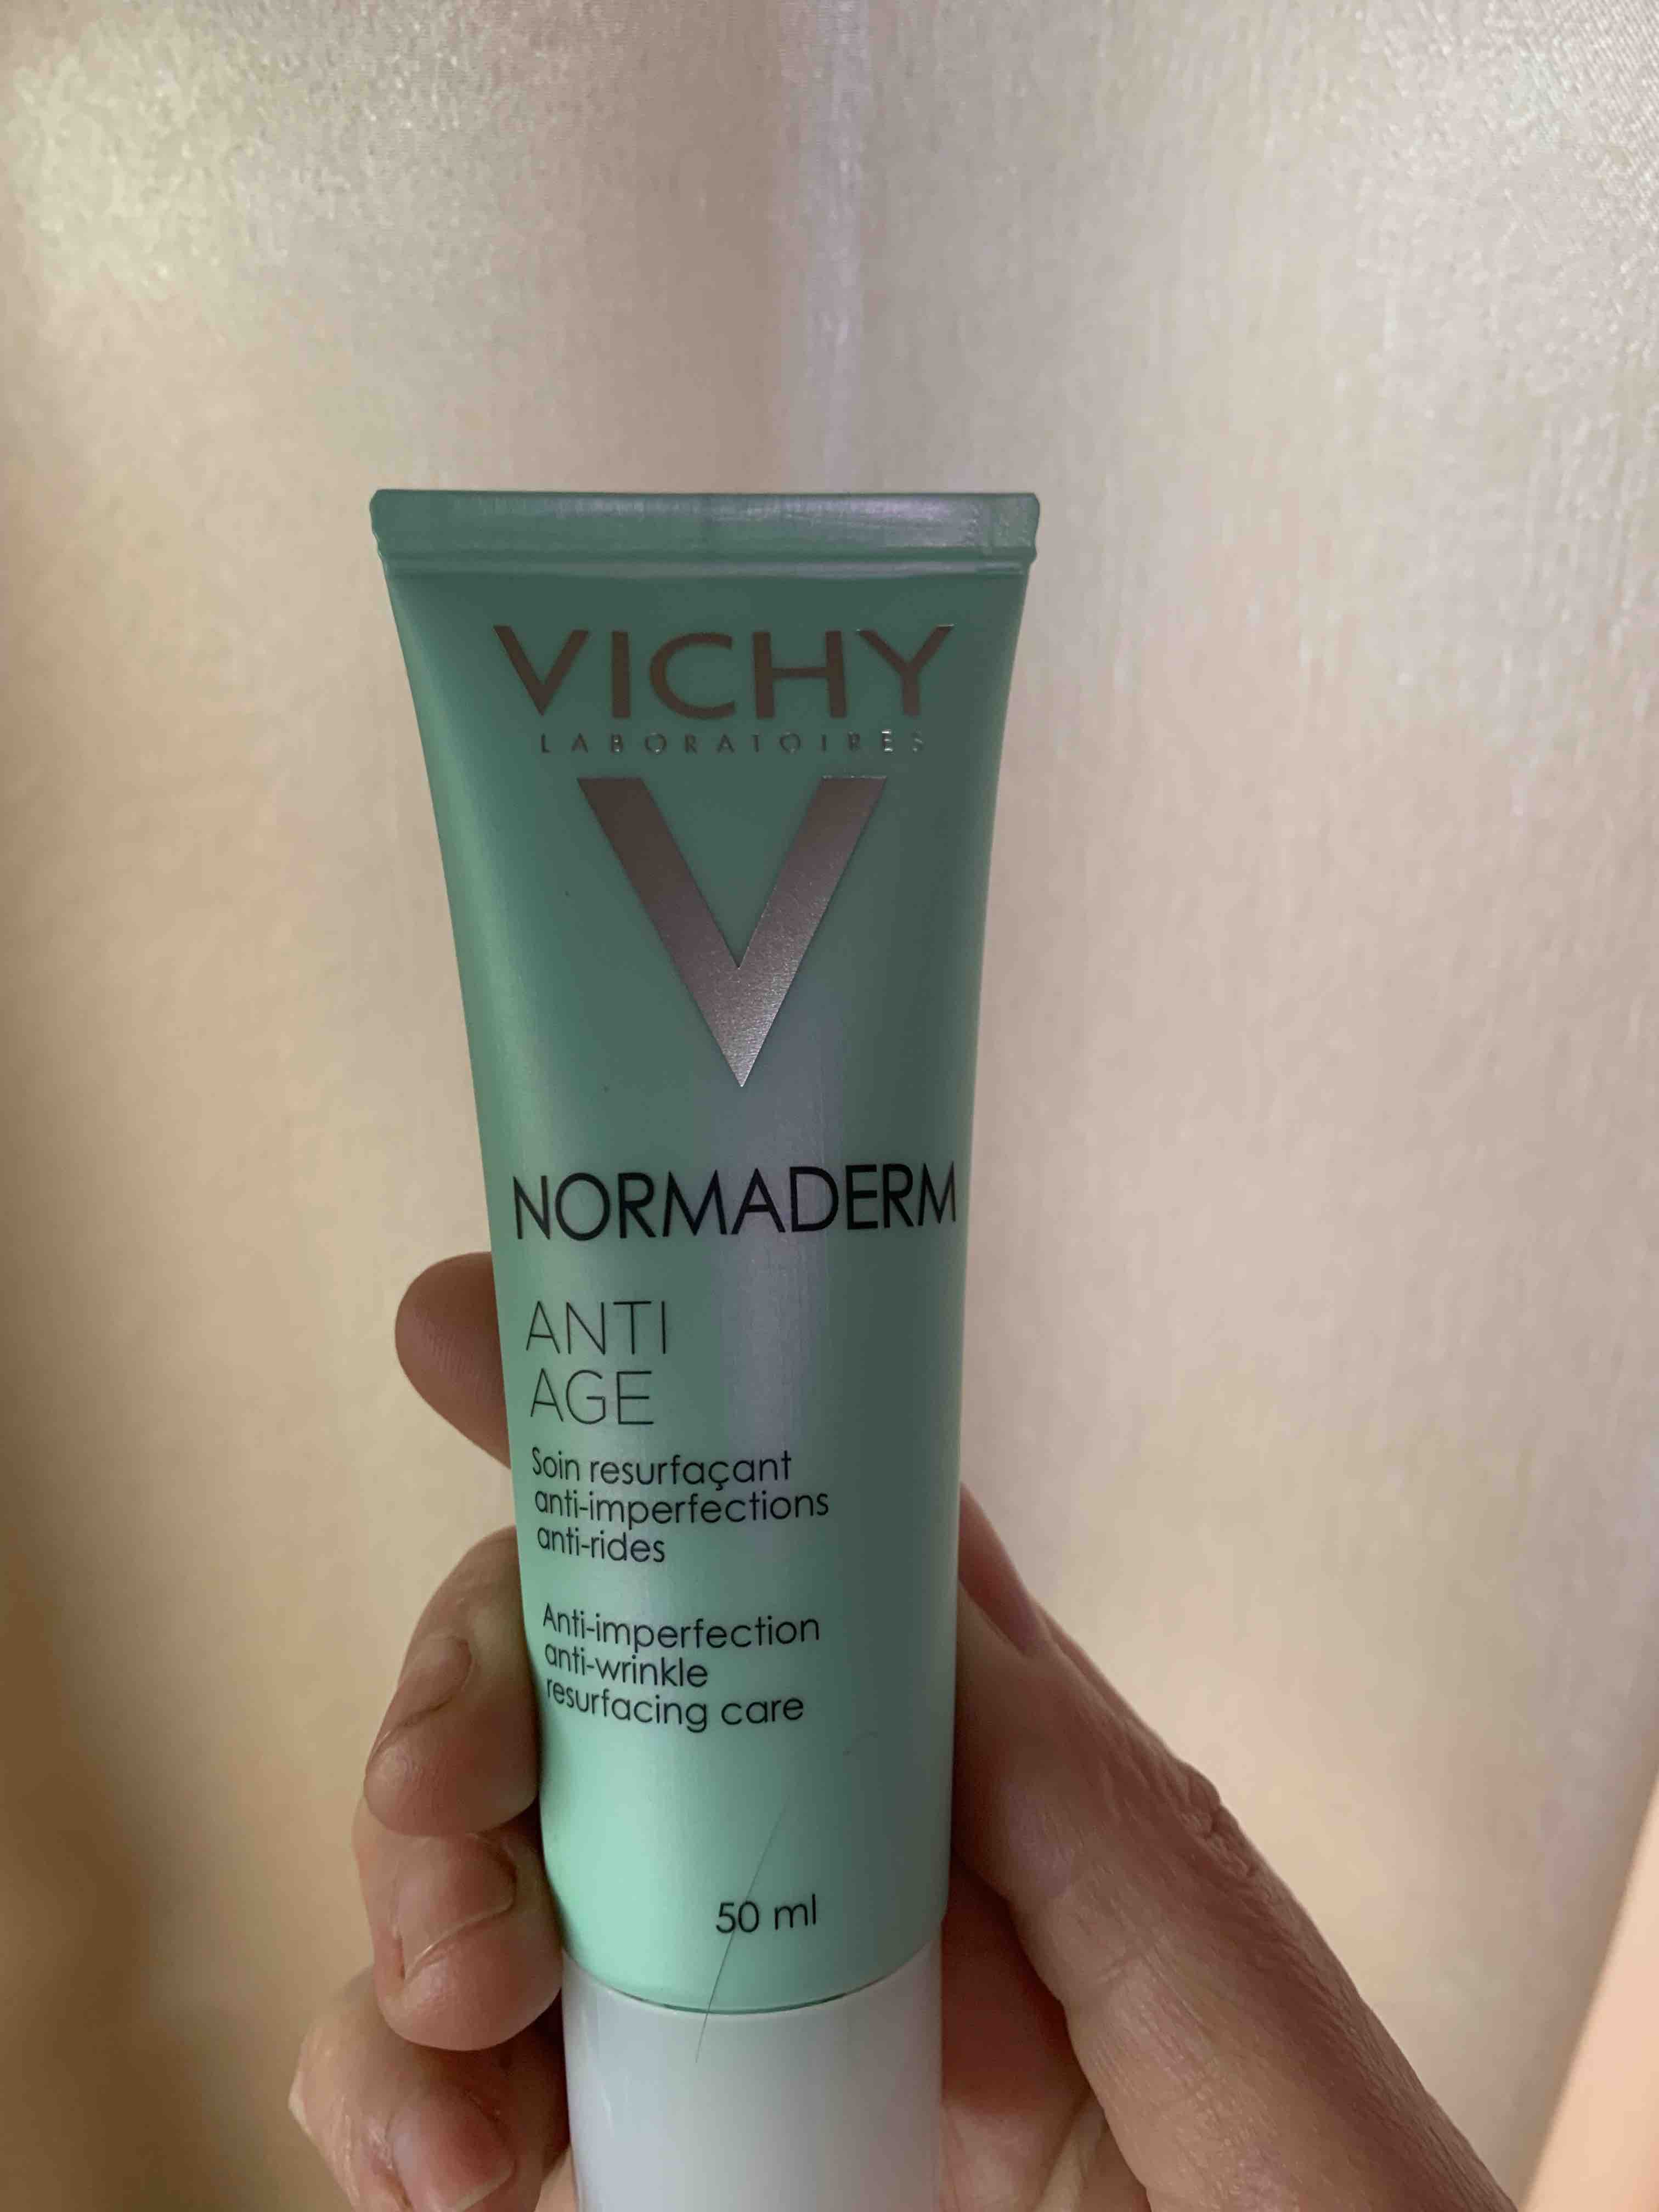 VICHY
LABORATOIRES
V
NORMADERM
ANTI
AGE
Soin resurfaçant
anti-imperfections
anti-rides
Anti-imperfection
anti-wrinkle
resurfacing care
50 ml